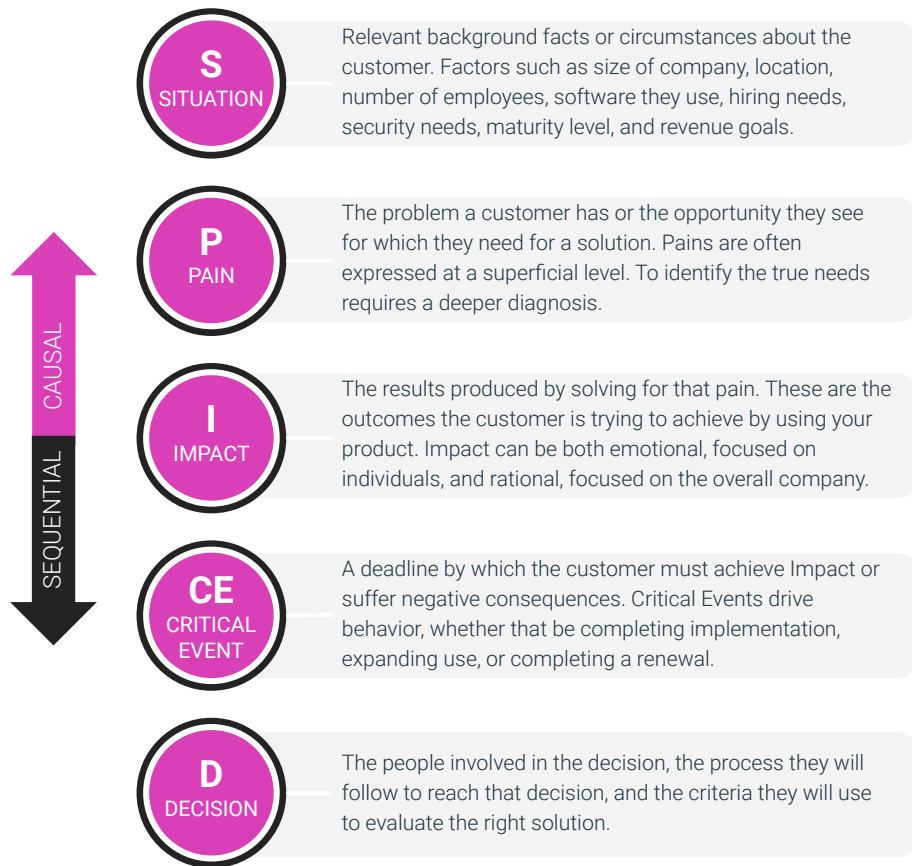 S
SITUATION
Relevant background facts or circumstances about the
customer. Factors such as size of company, location,
number of employees, software they use, hiring needs,
security needs, maturity level, and revenue goals.
P
PAIN
The problem a customer has or the opportunity they see
for which they need for a solution. Pains are often
expressed at a superficial level. To identify the true needs
requires a deeper diagnosis.
CAUSAL
I
IMPACT
The results produced by solving for that pain. These are the
outcomes the customer is trying to achieve by using your
product. Impact can be both emotional, focused on
individuals, and rational, focused on the overall company.
SEQUENTIAL
CE
CRITICAL
EVENT
A deadline by which the customer must achieve Impact or
suffer negative consequences. Critical Events drive
behavior, whether that be completing implementation,
expanding use, or completing a renewal.
D
DECISION
The people involved in the decision, the process they will
follow to reach that decision, and the criteria they will use
to evaluate the right solution.